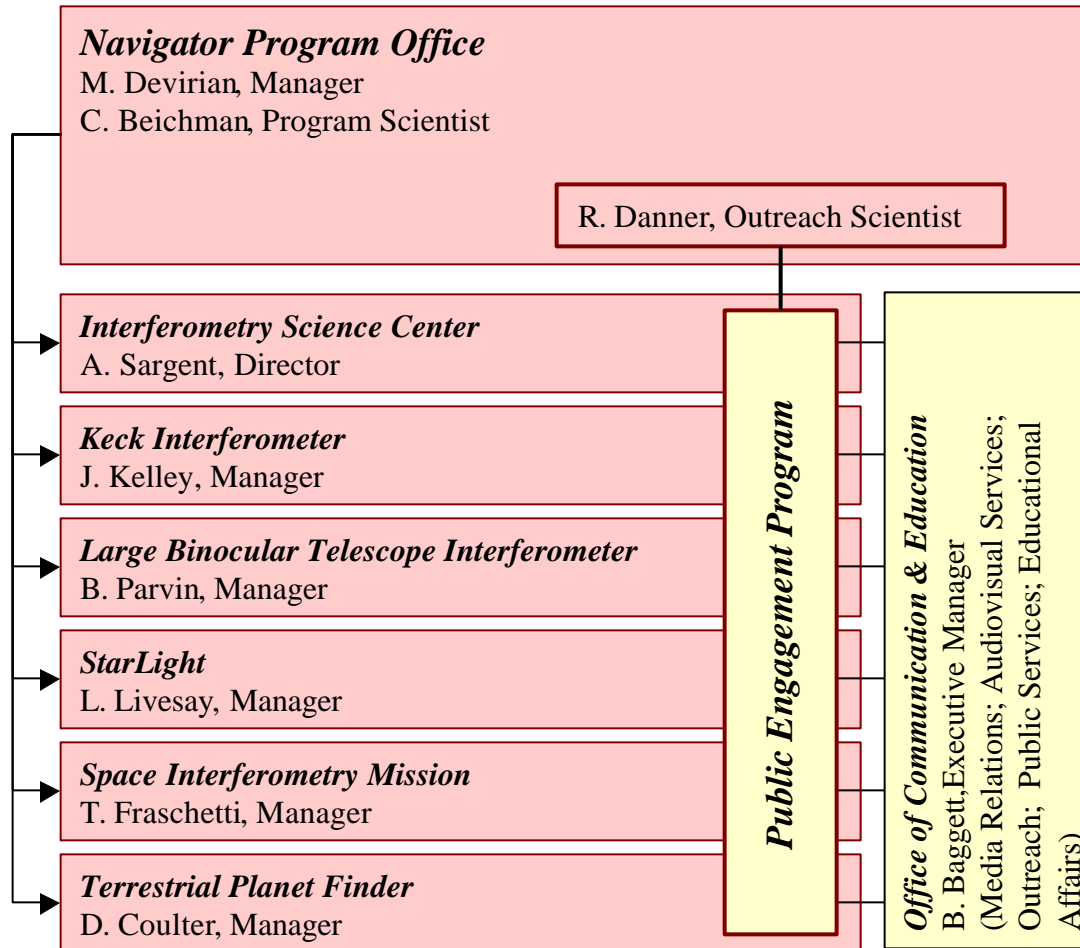 Navigator Program Office
M. Devirian, Manager
C. Beichman, Program Scientist
R. Danner, Outreach Scientist
Interferometry Science Center
A. Sargent, Director
Keck Interferometer
J. Kelley, Manager
Large Binocular Telescope Interferometer
B. Parvin, Manager
StarLight
L. Livesay, Manager
Space Interferometry Mission
T. Fraschetti, Manager
Terrestrial Planet Finder
D. Coulter, Manager
Public Engagement Program
Office of Communication & Education
B. Baggett,Executive Manager
(Media Relations; Audiovisual Services;
Outreach; Public Services; Educational
Affairs)